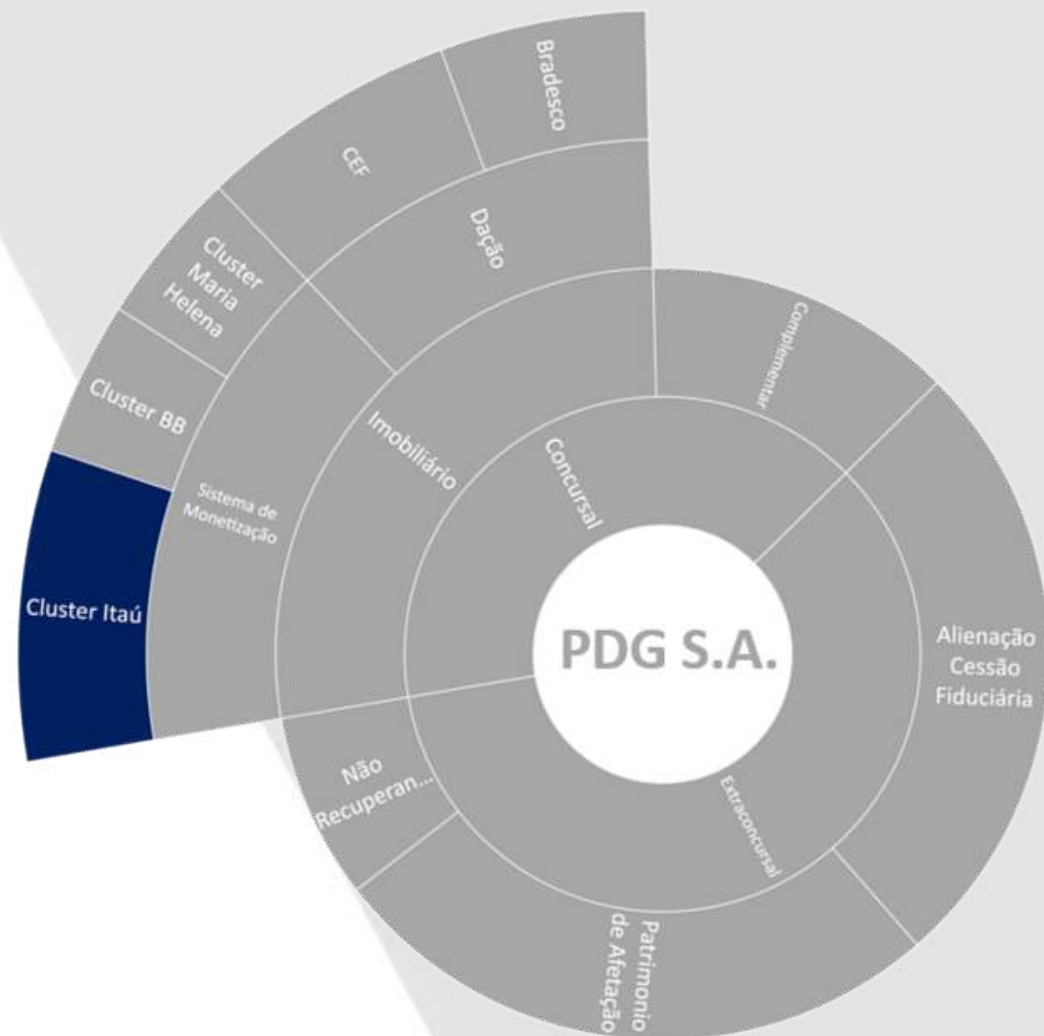 Bradesco
CEF
Dação
Cluster
Maria
Helena
Complementar
Cluster BB
Imobiliário
Concursal
Sistema de
Monetização
Cluster Itaú
PDG S.A.
Alienação
Cessão
Fiduciária
Não
Recuperan...
Extraconcursal
Patrimonio
de Afetação